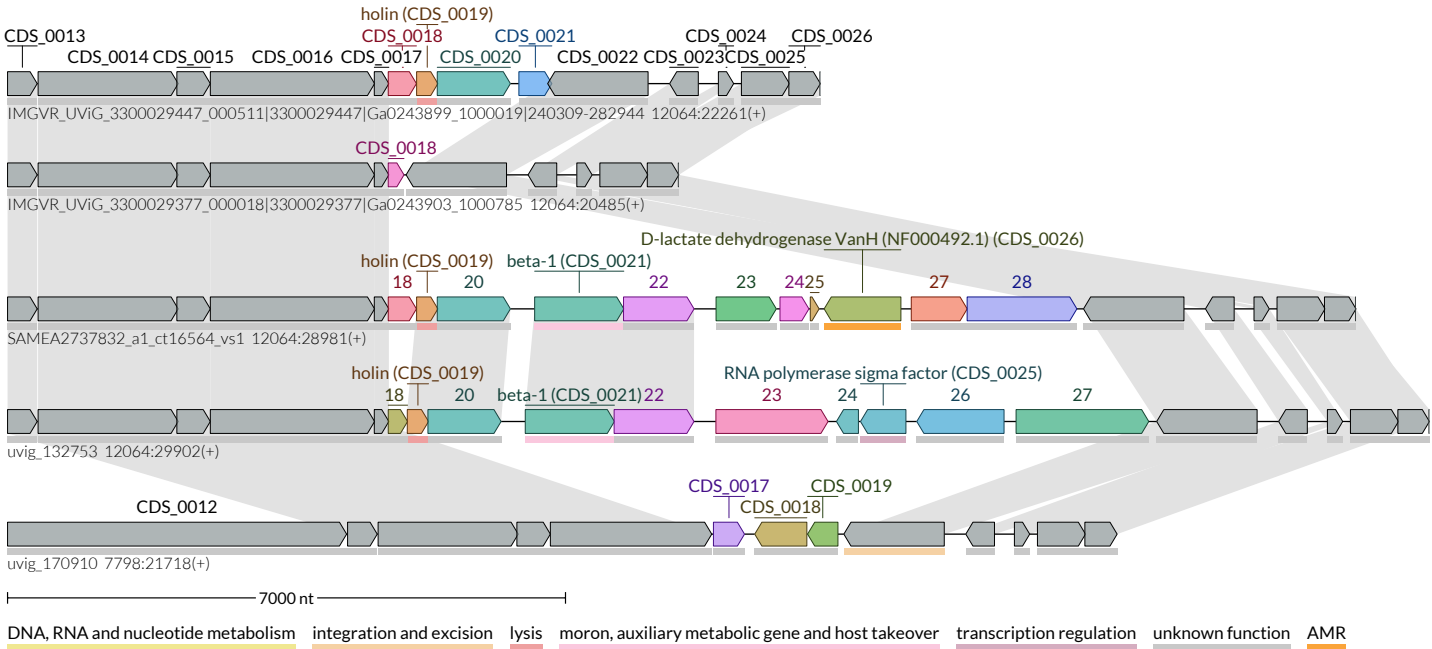 holin (CDS_0019)
CDS_0013 CDS_0018 CDS_0021 CDS_0024 CDS_0026
CDS_0014 CDS_0015 CDS_0016 CDS_0017 CDS_0020 CDS_0022 CDS_0023 CDS_0025
IMGVR_UViG_3300029447_000511|3300029447|Ga0243899_1000019|240309-282944 12064:22261(+)
CDS_0018
IMGVR_UViG_3300029377_000018|3300029377|Ga0243903_1000785 12064:20485(+)
D-lactate dehydrogenase VanH (NF000492.1) (CDS_0026)
holin (CDS_0019) beta-1 (CDS_0021)
18 20 22 23 24 25 27 28
SAMEA2737832_a1_ct16564_vs1 12064:28981(+)
holin (CDS_0019) RNA polymerase sigma factor (CDS_0025)
18 20 beta-1 (CDS_0021) 22 23 24 26 27
uvig_132753 12064:29902(+)
CDS_0017 CDS_0019
CDS_0012 CDS_0018
uvig_170910 7798:21718(+)
7000 nt
DNA, RNA and nucleotide metabolism integration and excision lysis moron, auxiliary metabolic gene and host takeover transcription regulation unknown function AMR